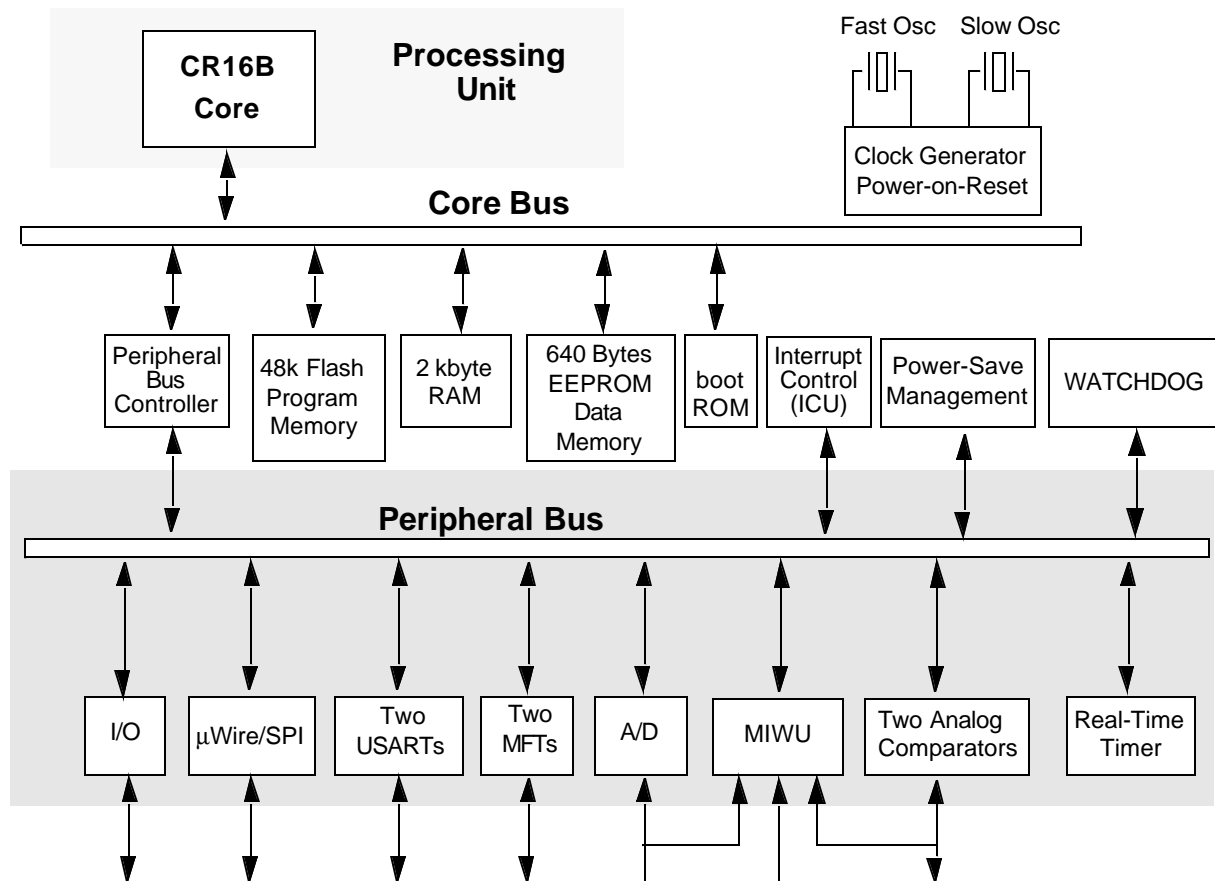 Fast Osc
Slow Osc
CR16B
Core
Processing
Unit
Clock Generator
Power-on-Reset
Core Bus
Peripheral
Bus
Controller
48k Flash
Program
Memory
2 kbyte
RAM
640 Bytes
EEPROM
Data
Memory
boot
ROM
Interrupt
Control
(ICU)
Power-Save
Management
WATCHDOG
Peripheral Bus
I/O
µWire/SPI
Two
USARTs
Two
MFTs
A/D
MIWU
Two Analog
Comparators
Real-Time
Timer